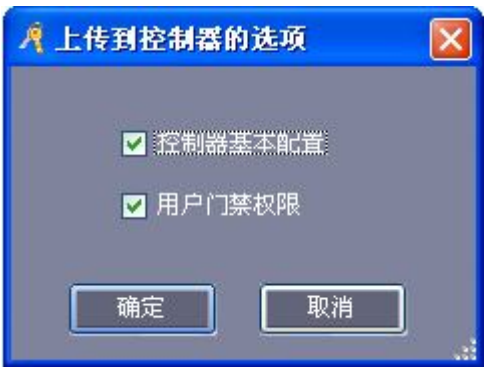 上传到控制器的选项
控制器基本配置
用户门禁权限
确定 取消